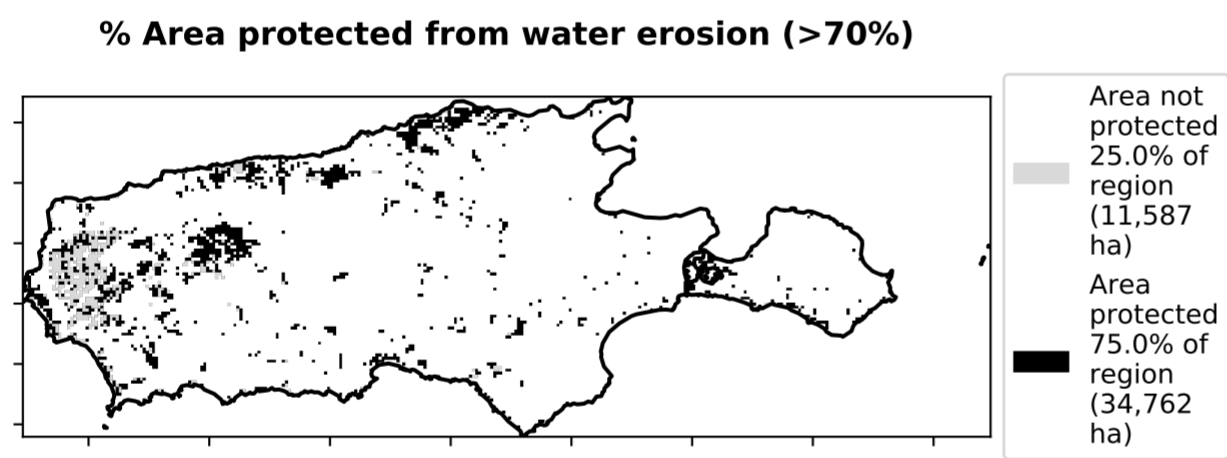 % Area protected from water erosion (>70%)
Area not
protected
25.0% of
region
(11,587
ha)
Area
protected
75.0% of
region
(34,762
ha)